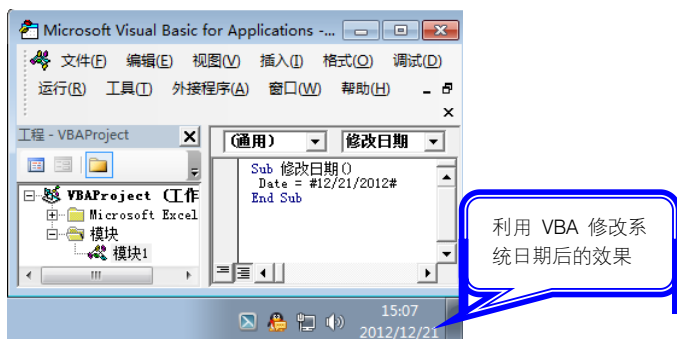 Microsoft Visual Basic for Applications -...
文件(F) 编辑(E) 视图(V) 插入(I) 格式(O) 调试(D)
运行(R) 工具(T) 外接程序(A) 窗口(W) 帮助(H)
工程 - VBAProject
(通用) 修改日期
Sub 修改日期()
Date = #12/21/2012#
End Sub
VBAProject (工作
Microsoft Excel
模块
模块1
利用 VBA 修改系
统日期后的效果
15:07
2012/12/21